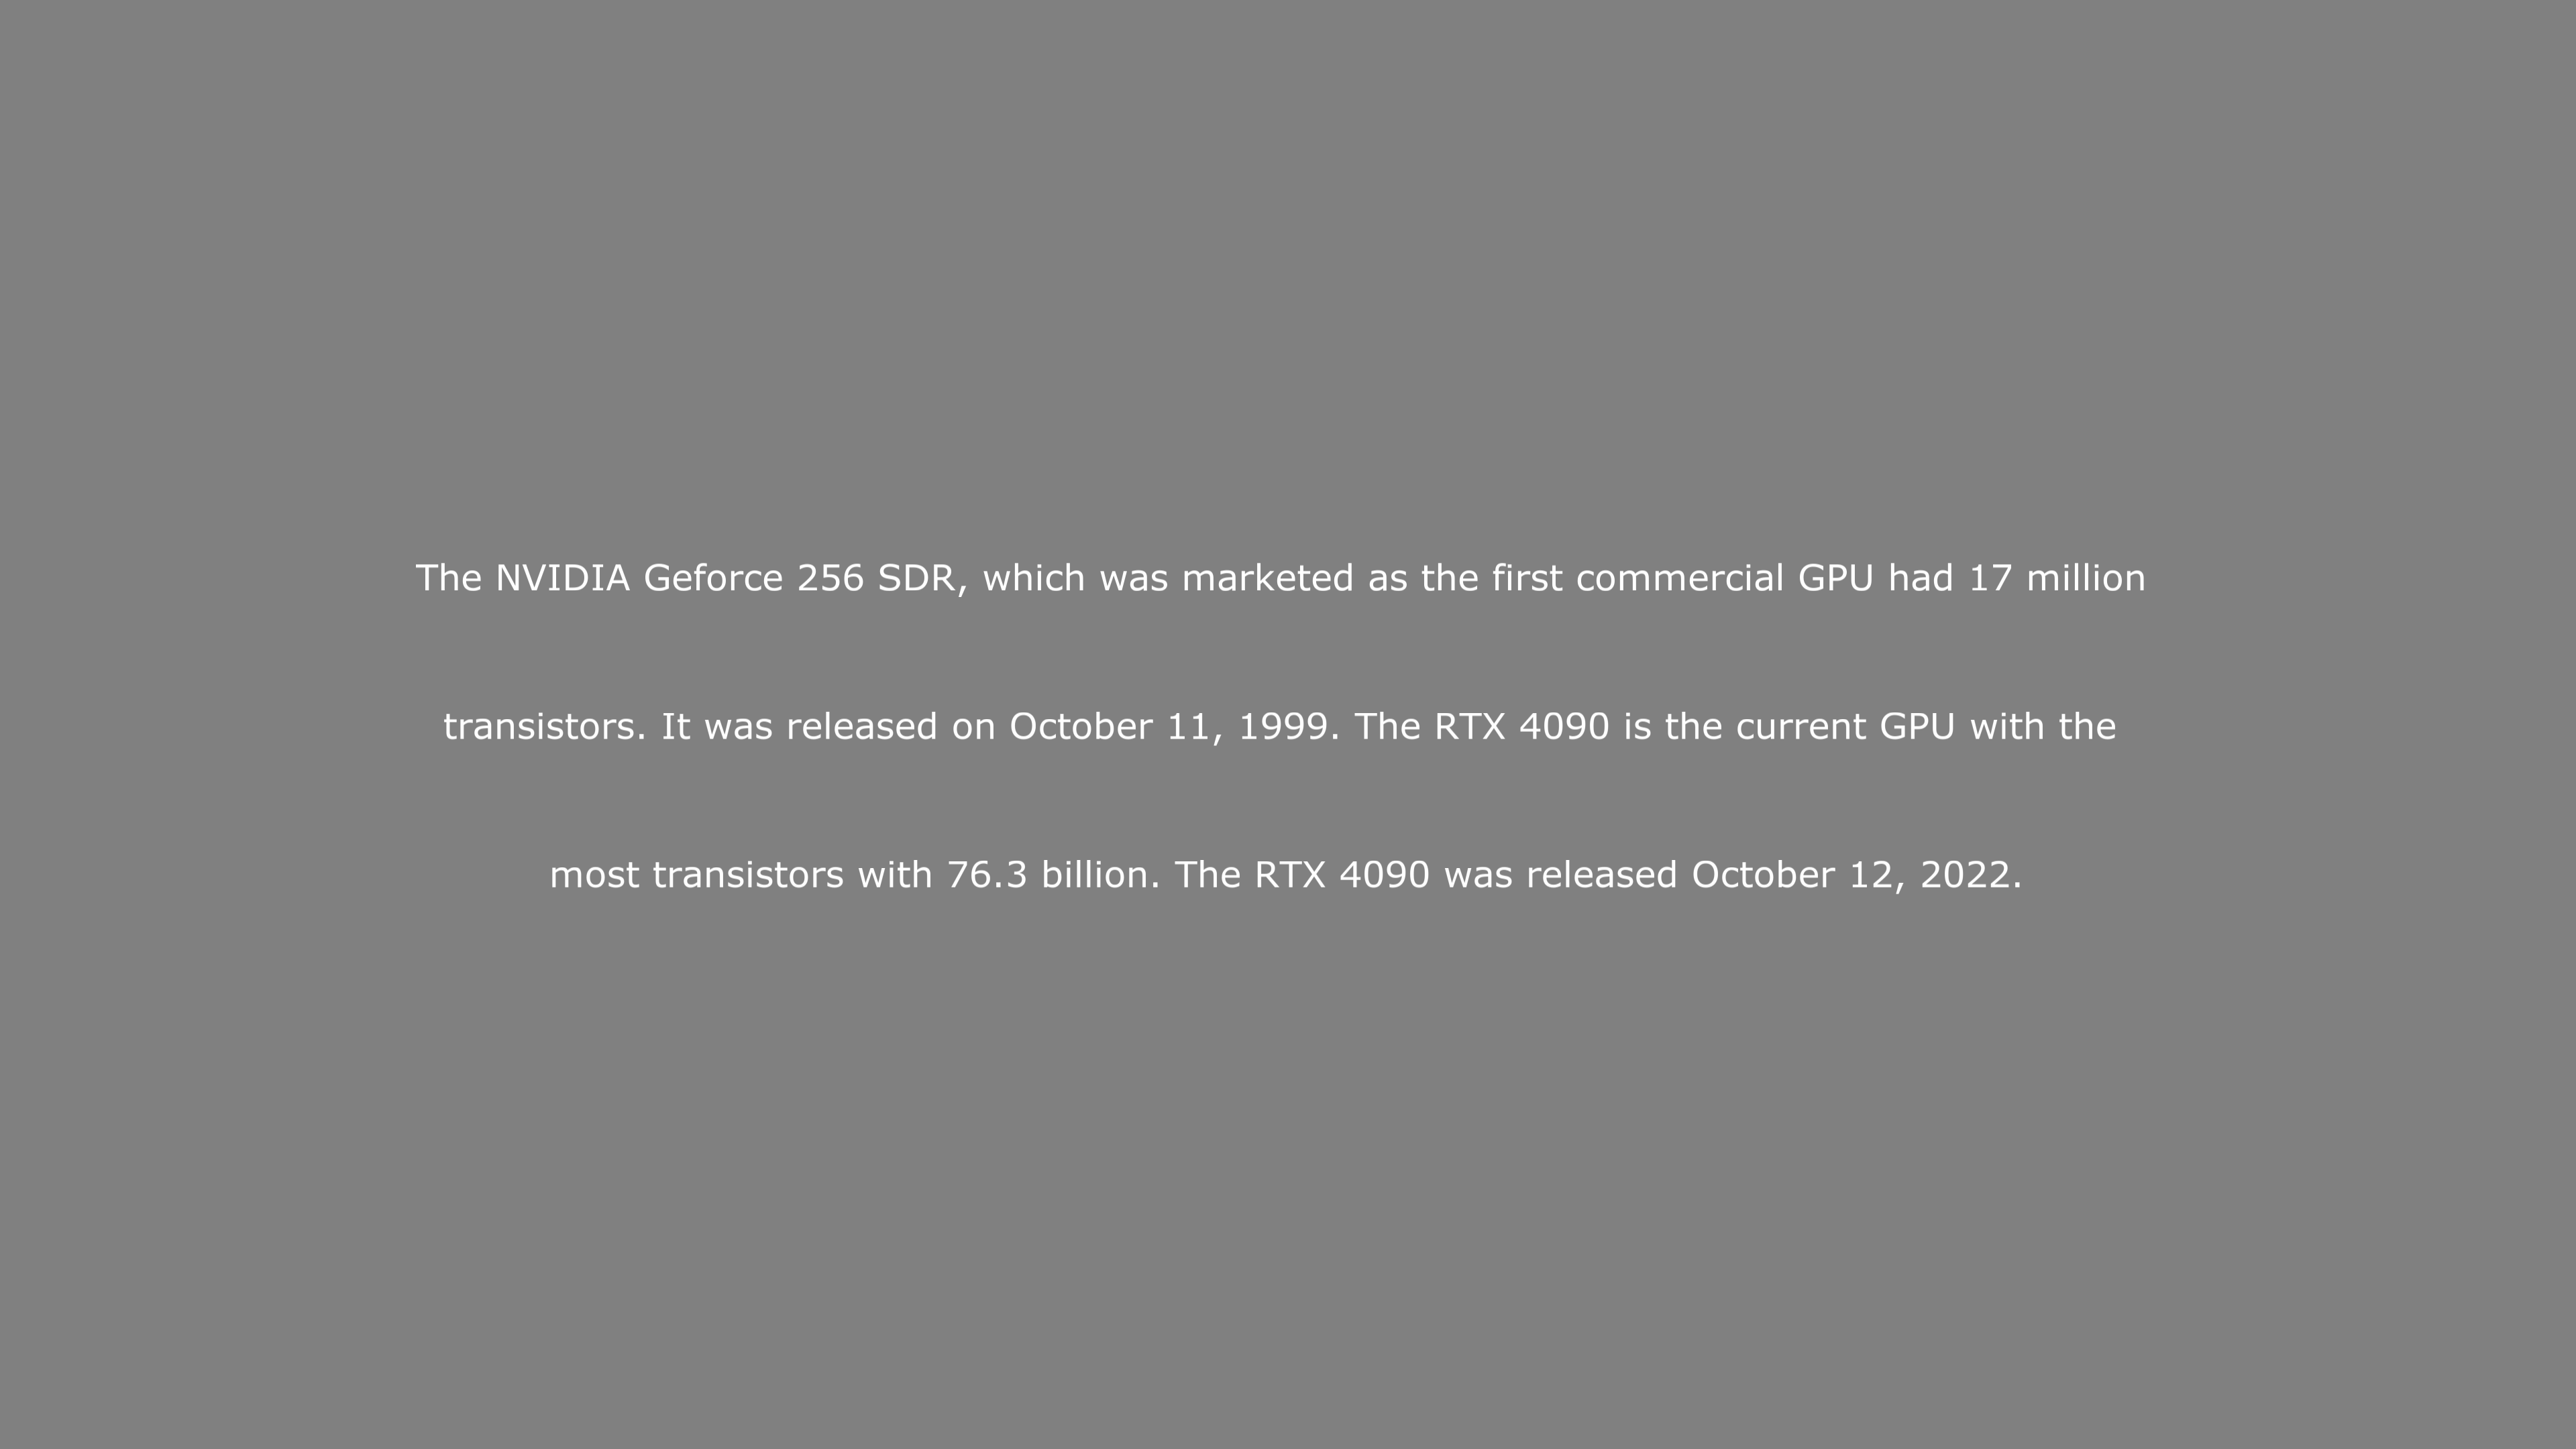 The NVIDIA Geforce 256 SDR, which was marketed as the first commercial GPU had 17 million
transistors. It was released on October 11, 1999. The RTX 4090 is the current GPU with the
most transistors with 76.3 billion. The RTX 4090 was released October 12, 2022.